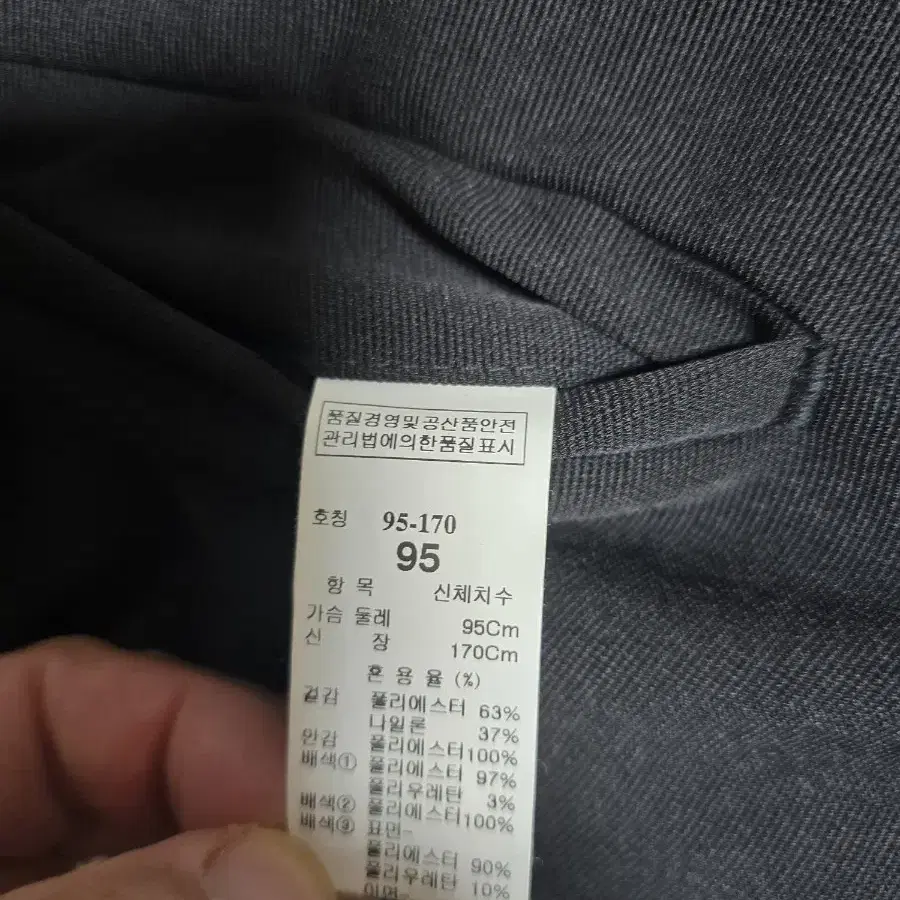 품질경영및공산품안전
관리법에의한품질표시
호칭 95-170
95
항 목 신체치수
가슴 둘레 95Cm
신 장 170Cm
혼 용 율 (%)
겉감 폴리에스터 63%
나일론 37%
안감 폴리에스터100%
배색① 폴리에스터 97%
폴리우레탄 3%
배색② 폴리에스터100%
배색③ 표면-
폴리에스터 90%
폴리우레탄 10%
이면-